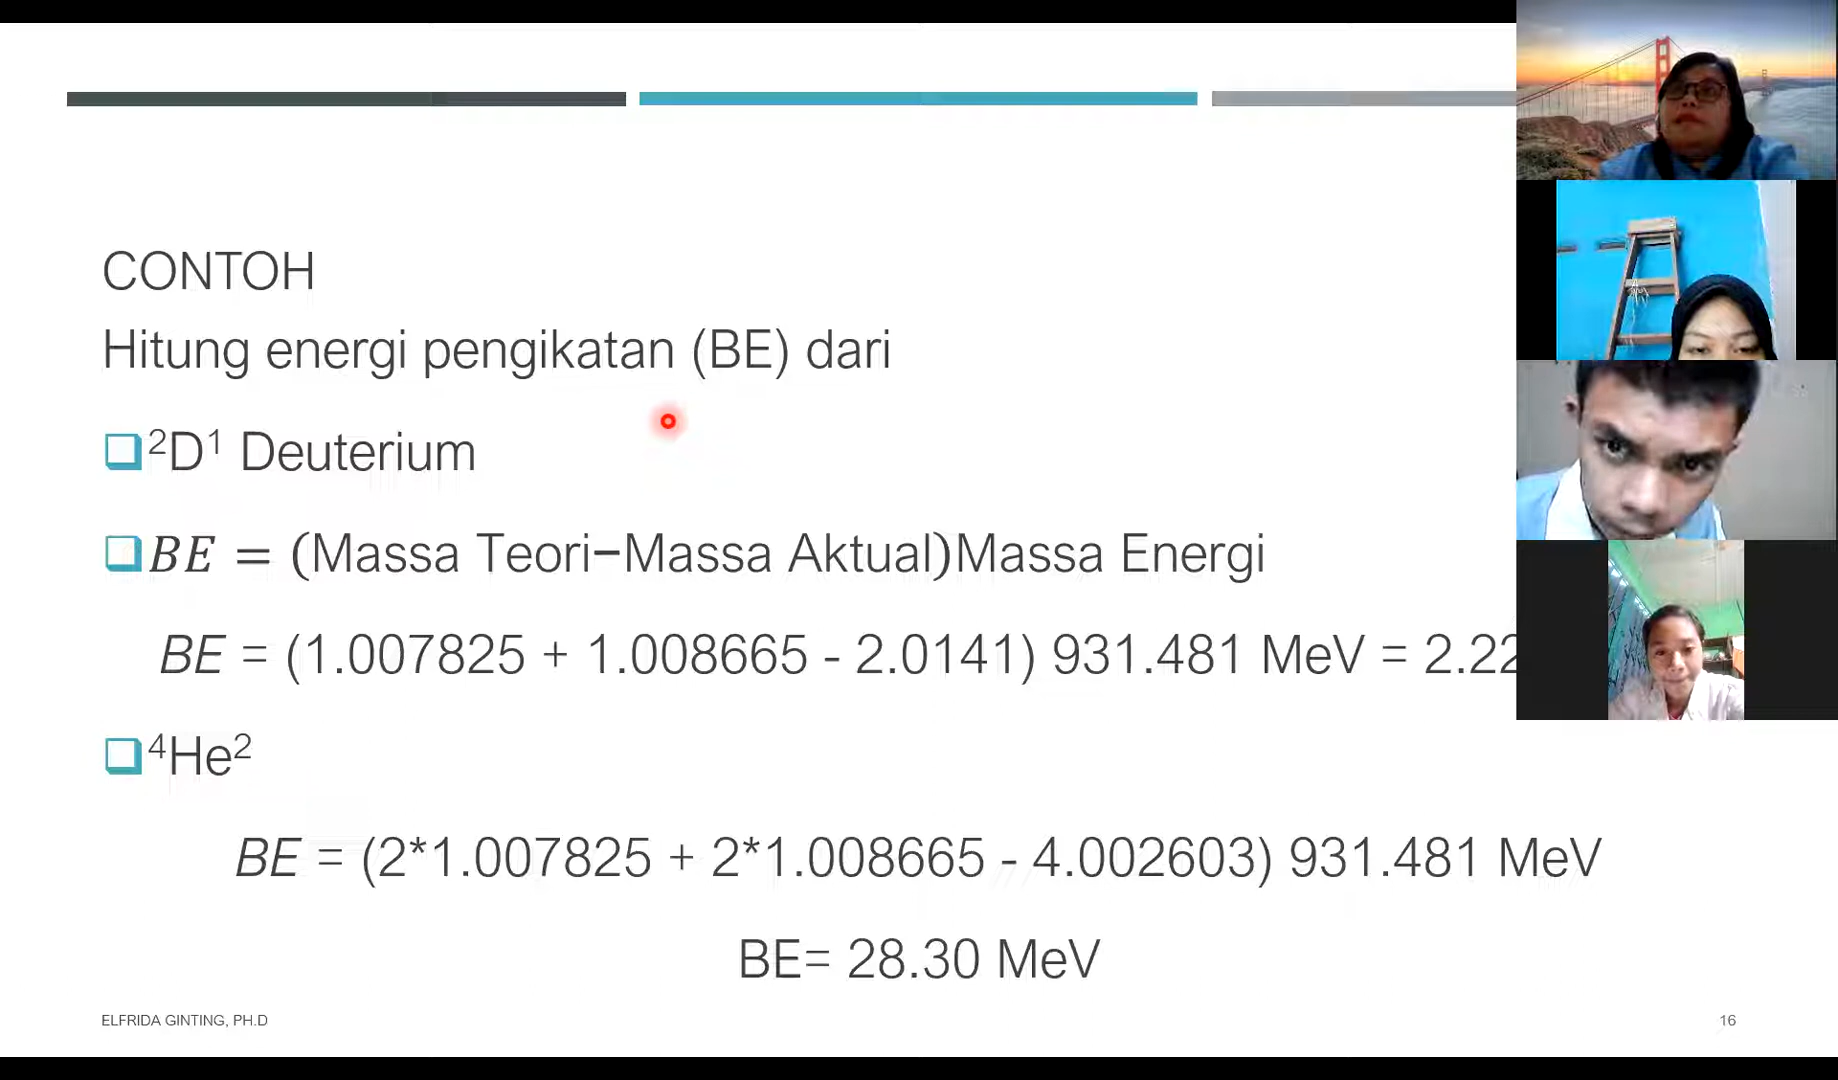 CONTOH
Hitung energi pengikatan (BE) dari
²D¹ Deuterium
BE = (Massa Teori−Massa Aktual)Massa Energi
BE = (1.007825 + 1.008665 - 2.0141) 931.481 MeV = 2.22
⁴He²
BE = (2*1.007825 + 2*1.008665 - 4.002603) 931.481 MeV
BE= 28.30 MeV
ELFRIDA GINTING, PH.D
16